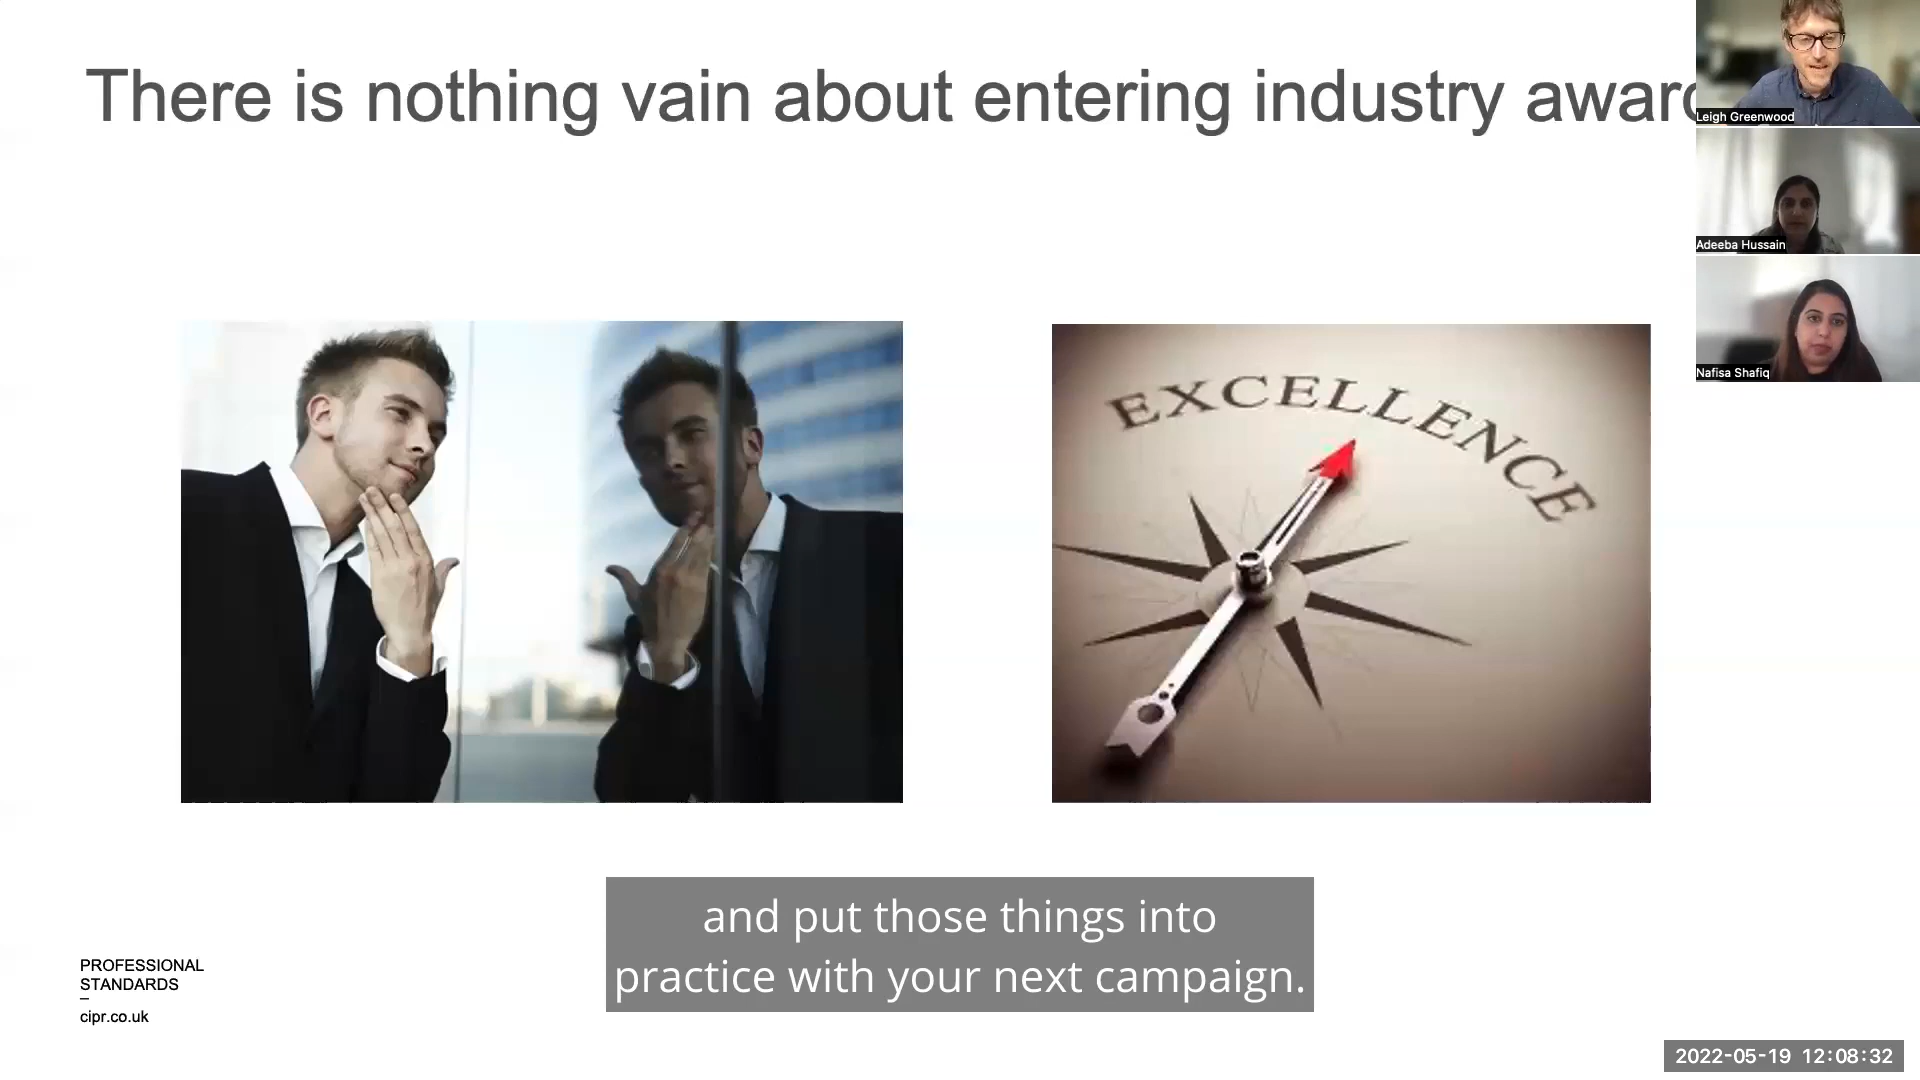 There is nothing vain about entering industry awar
Leigh Greenwood
Adeeba Hussain
Nafisa Shafiq
EXCELLENCE
and put those things into
practice with your next campaign.
PROFESSIONAL
STANDARDS
–
cipr.co.uk
2022-05-19 12:08:32